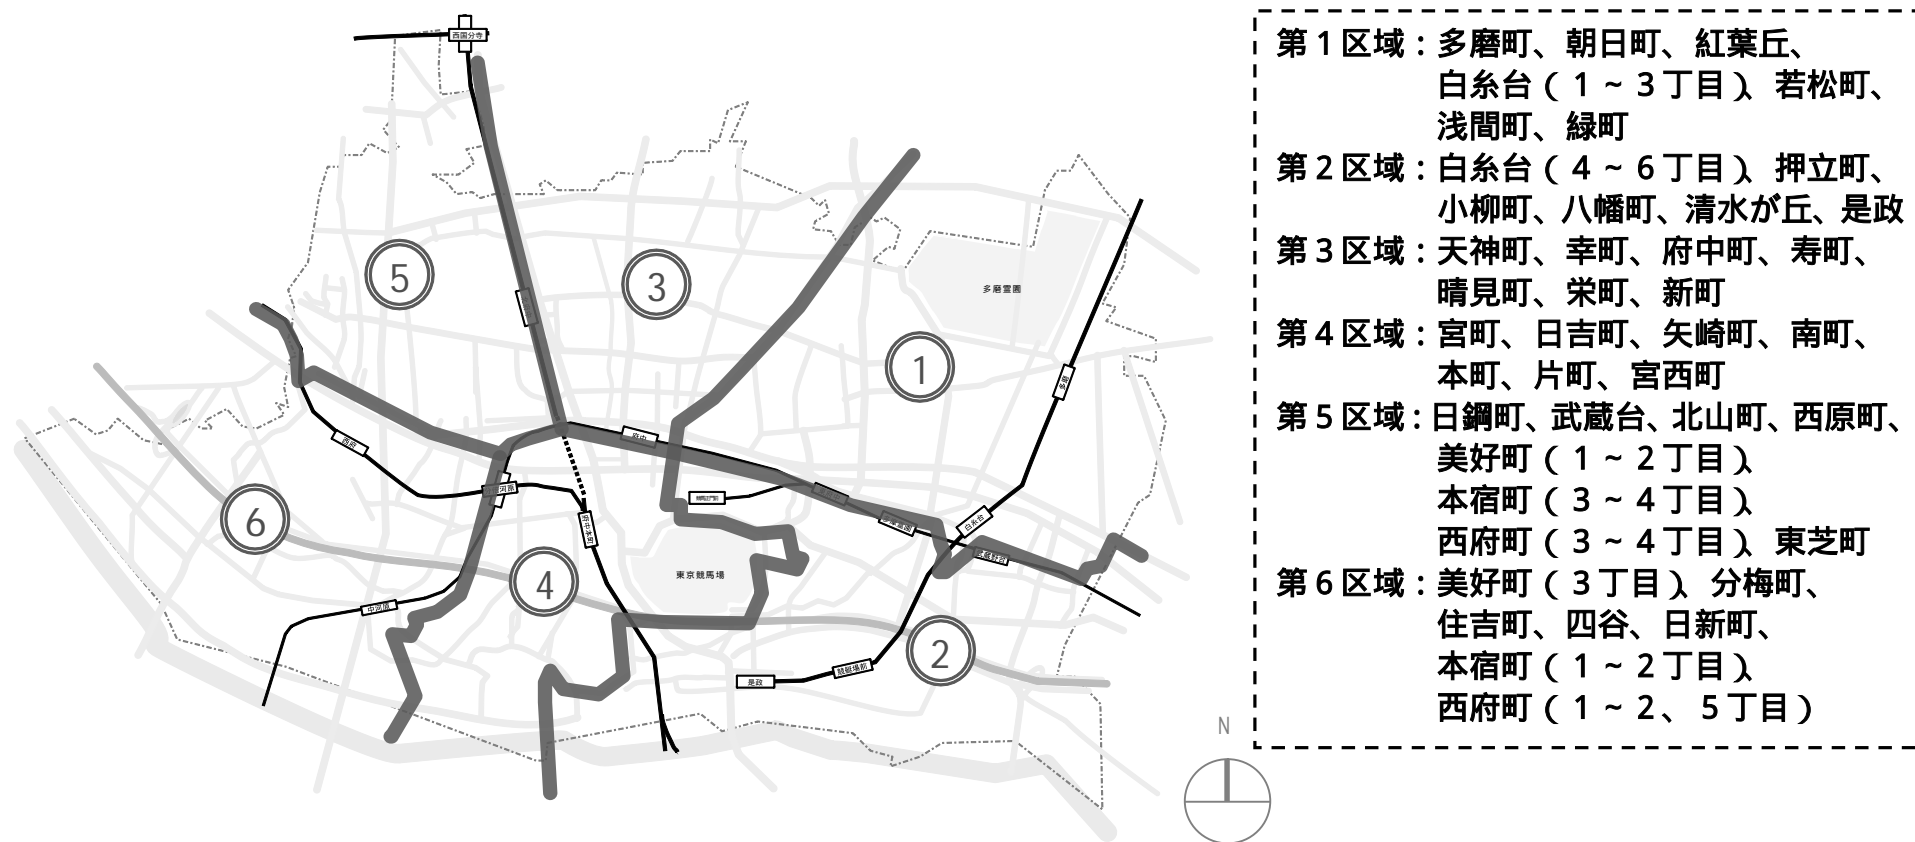 西国分寺
5
3
多磨霊園
1
多磨
西府
府中
白糸台
6
府中本町
4
東京競馬場
中河原
2
競艇場前
是政
N
第1区域：多磨町、朝日町、紅葉丘、
白糸台（1～3丁目）、若松町、
浅間町、緑町
第2区域：白糸台（4～6丁目）、押立町、
小柳町、八幡町、清水が丘、是政
第3区域：天神町、幸町、府中町、寿町、
晴見町、栄町、新町
第4区域：宮町、日吉町、矢崎町、南町、
本町、片町、宮西町
第5区域：日鋼町、武蔵台、北山町、西原町、
美好町（1～2丁目）、
本宿町（3～4丁目）、
西府町（3～4丁目）、東芝町
第6区域：美好町（3丁目）、分梅町、
住吉町、四谷、日新町、
本宿町（1～2丁目）、
西府町（1～2、5丁目）